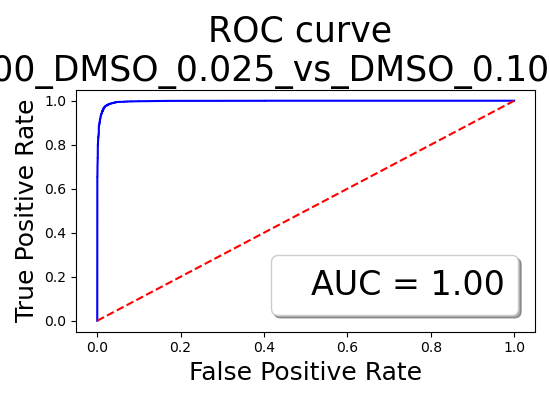 ROC curve
00_DMSO_0.025_vs_DMSO_0.10
True Positive Rate
1.0
0.8
0.6
0.4
0.2
0.0
AUC = 1.00
0.0 0.2 0.4 0.6 0.8 1.0
False Positive Rate